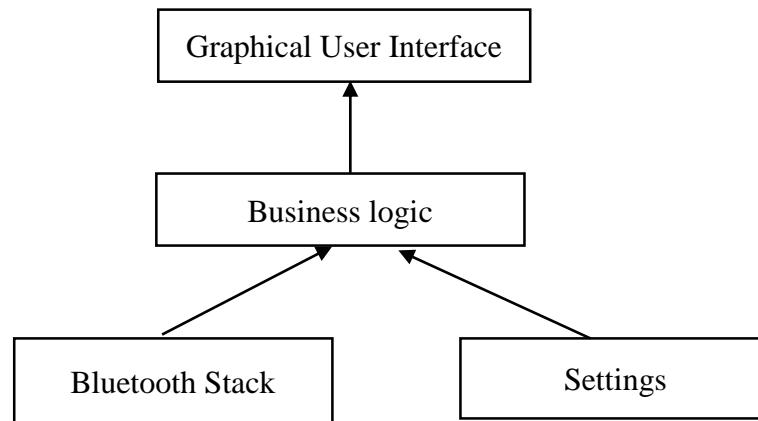 Graphical User Interface
Business logic
Bluetooth Stack
Settings